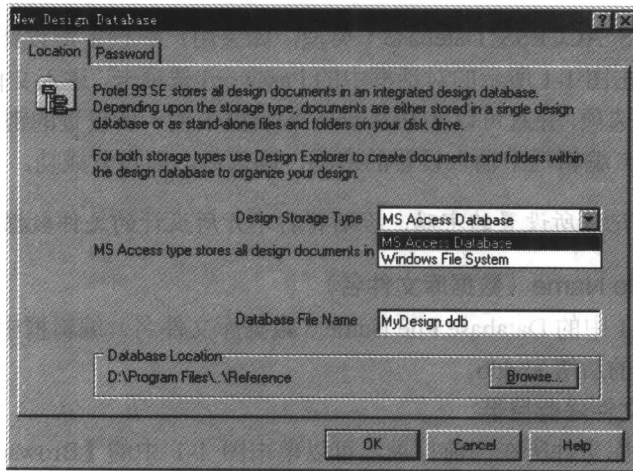 New Design Database
Location Password
Protel 99 SE stores all design documents in an integrated design database.
Depending upon the storage type, documents are either stored in a single design
database or as stand-alone files and folders on your disk drive.
For both storage types use Design Explorer to create documents and folders within
the design database to organize your design.
Design Storage Type MS Access Database
MS Access Database
MS Access type stores all design documents in
Windows File System
Database File Name MyDesign.ddb
Database Location
D:\Program Files\..\Reference Browse...
OK Cancel Help